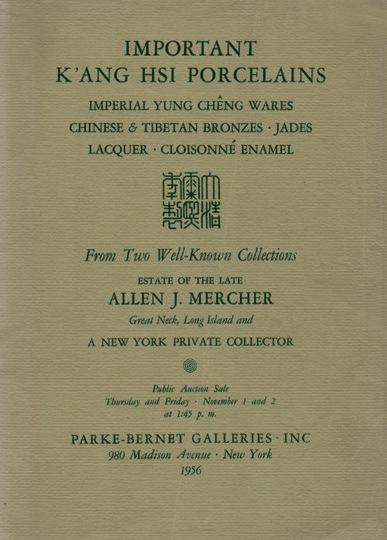 IMPORTANT
K'ANG HSI PORCELAINS
IMPERIAL YUNG CHÊNG WARES
CHINESE & TIBETAN BRONZES · JADES
LACQUER · CLOISONNÉ ENAMEL
From Two Well-Known Collections
ESTATE OF THE LATE
ALLEN J. MERCHER
Great Neck, Long Island and
A NEW YORK PRIVATE COLLECTOR
Public Auction Sale
Thursday and Friday · November 1 and 2
at 1:45 p. m.
PARKE-BERNET GALLERIES · INC
980 Madison Avenue · New York
1956